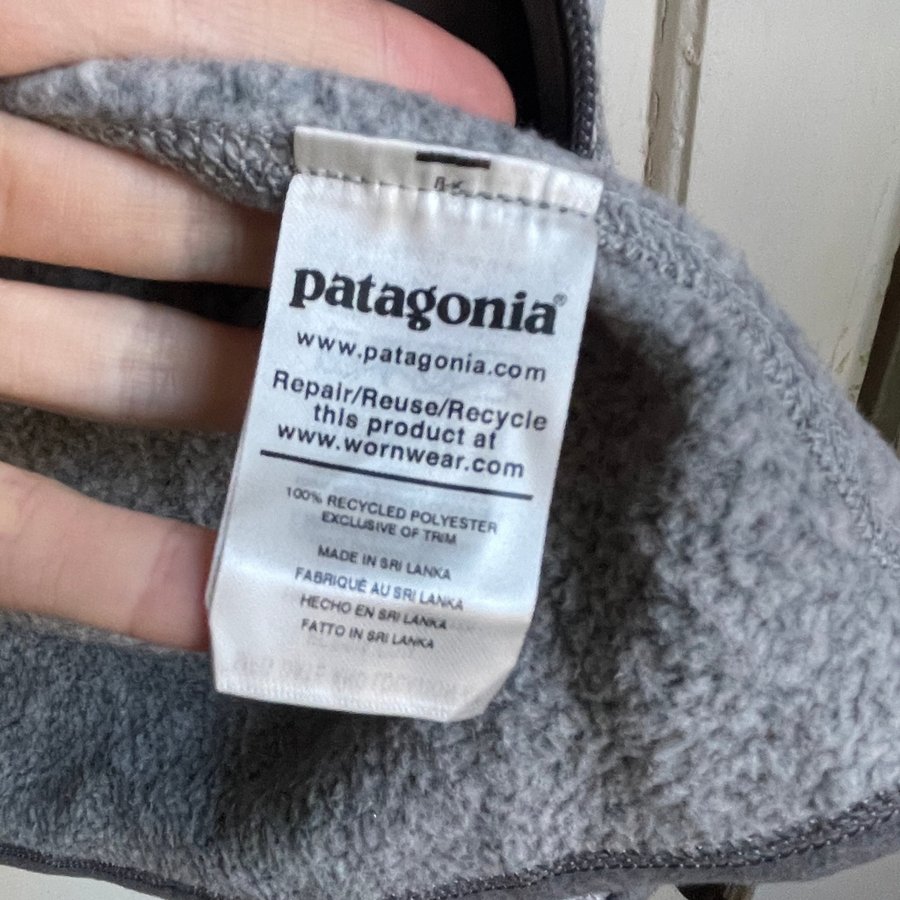 patagonia®
www.patagonia.com
Repair/Reuse/Recycle
this product at
www.wornwear.com
100% RECYCLED POLYESTER
EXCLUSIVE OF TRIM
MADE IN SRI LANKA
FABRIQUÉ AU SRI LANKA
HECHO EN SRI LANKA
FATTO IN SRI LANKA